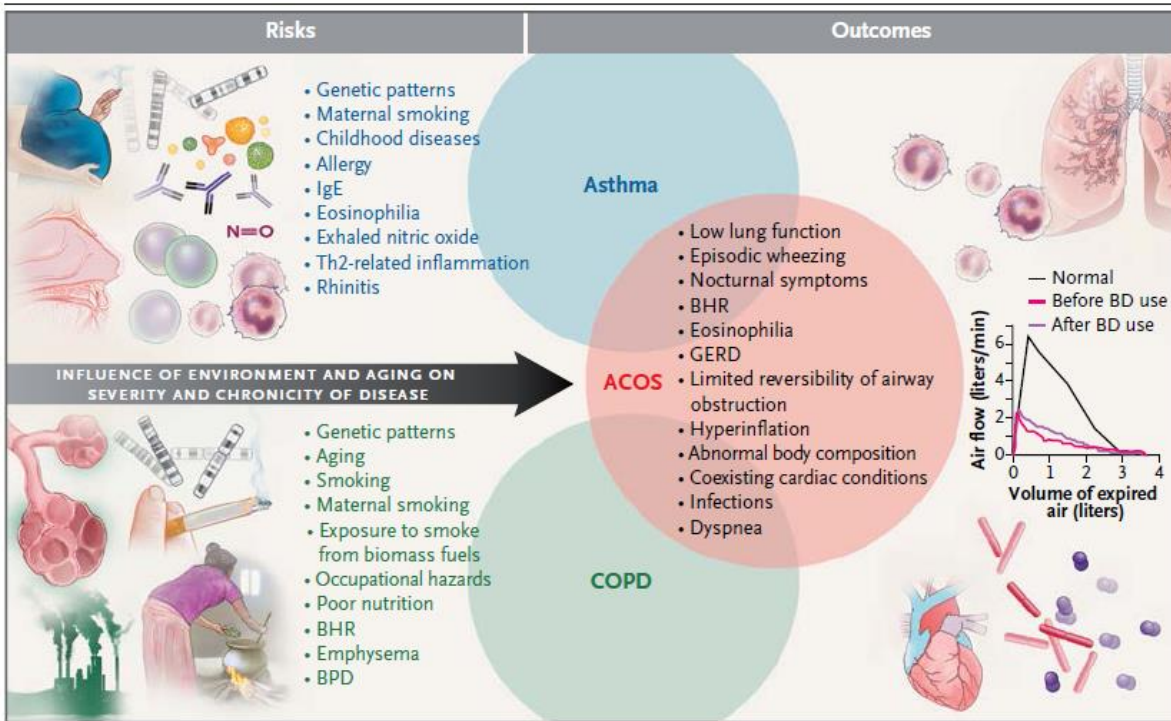 Risks
Outcomes
• Genetic patterns
• Maternal smoking
• Childhood diseases
• Allergy
• IgE
• Eosinophilia
• Exhaled nitric oxide
• Th2-related inflammation
• Rhinitis
N=O
INFLUENCE OF ENVIRONMENT AND AGING ON
SEVERITY AND CHRONICITY OF DISEASE
• Genetic patterns
• Aging
• Smoking
• Maternal smoking
• Exposure to smoke
from biomass fuels
• Occupational hazards
• Poor nutrition
• BHR
• Emphysema
• BPD
Asthma
ACOS
COPD
• Low lung function
• Episodic wheezing
• Nocturnal symptoms
• BHR
• Eosinophilia
• GERD
• Limited reversibility of airway
obstruction
• Hyperinflation
• Abnormal body composition
• Coexisting cardiac conditions
• Infections
• Dyspnea
Normal
Before BD use
After BD use
Air flow (liters/min)
6
4
2
0
0 1 2 3 4
Volume of expired
air (liters)